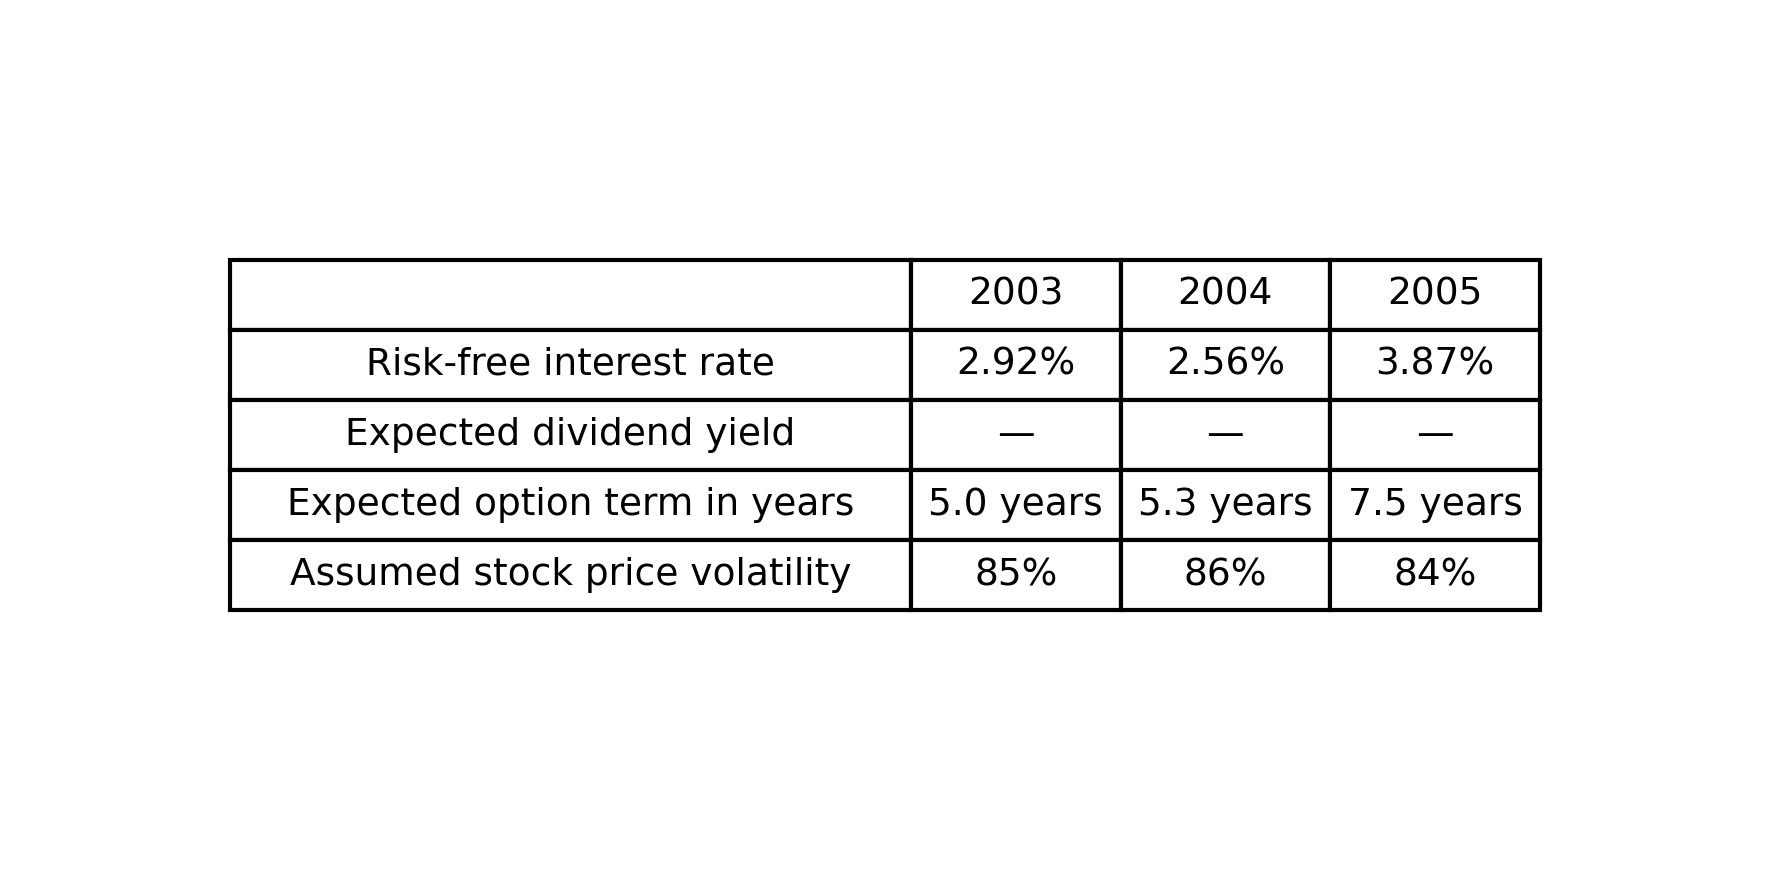 2003 2004 2005
Risk-free interest rate 2.92% 2.56% 3.87%
Expected dividend yield — — —
Expected option term in years 5.0 years 5.3 years 7.5 years
Assumed stock price volatility 85% 86% 84%